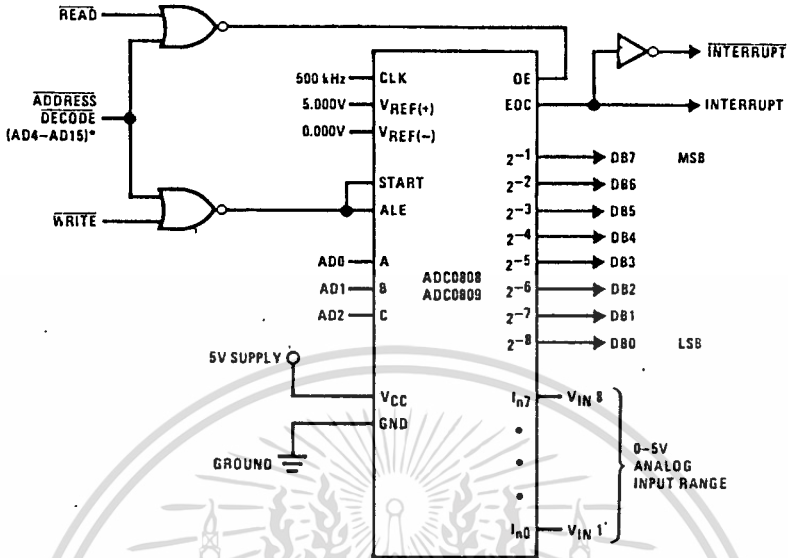 READ
ADDRESS
DECODE
(AD4–AD15)*
WRITE
500 kHz
5.000V
0.000V
CLK
VREF(+)
VREF(−)
START
ALE
AD0
AD1
AD2
A
B
C
ADC0808
ADC0809
5V SUPPLY
VCC
GND
GROUND
OE
EOC
INTERRUPT
INTERRUPT
2−1 DB7 MSB
2−2 DB6
2−3 DB5
2−4 DB4
2−5 DB3
2−6 DB2
2−7 DB1
2−8 DB0 LSB
In7 VIN 8
In0 VIN 1
0–5V
ANALOG
INPUT RANGE